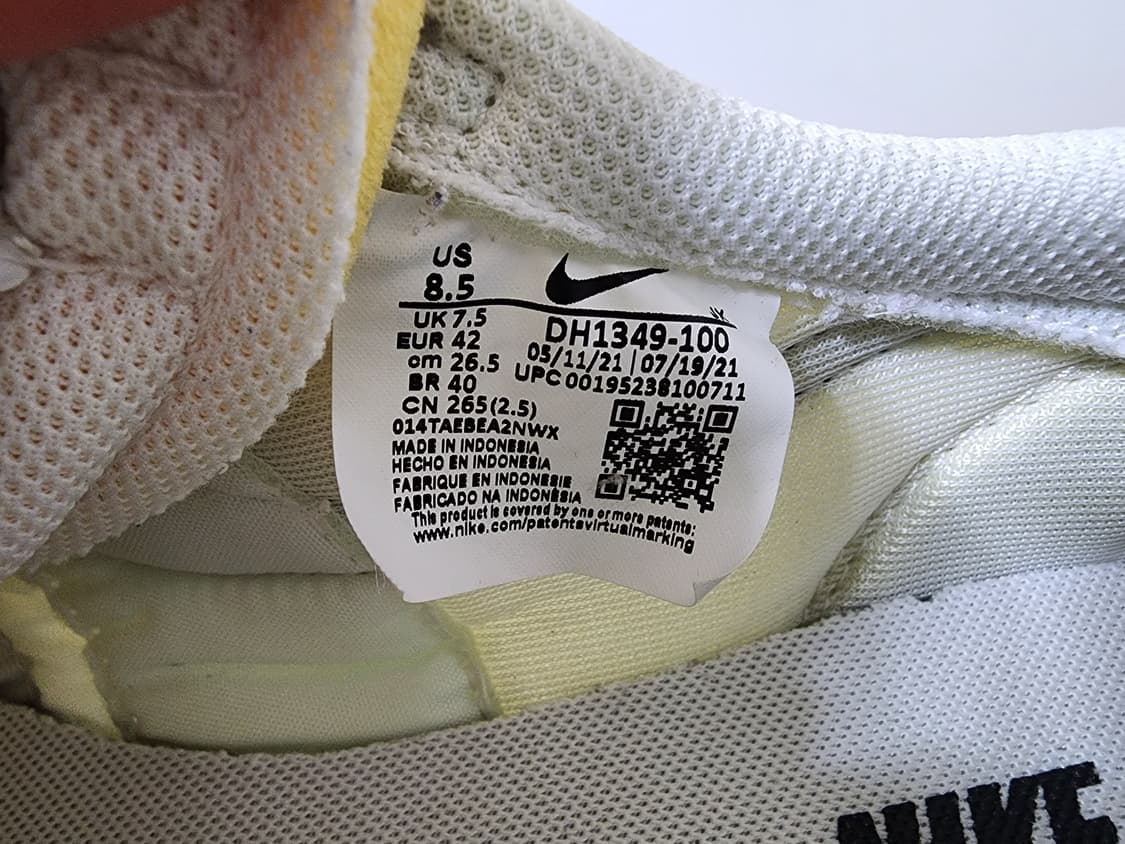 US
8.5
UK 7.5
EUR 42
cm 26.5
BR 40
CN 265(2.5)
014TAEBEA2NWX
DH1349-100
05/11/21 | 07/19/21
UPC 00195238100711
MADE IN INDONESIA
HECHO EN INDONESIA
FABRIQUE EN INDONESIE
FABRICADO NA INDONÉSIA
This product is covered by one or more patents:
www.nike.com/patentsvirtualmarking
NIKE